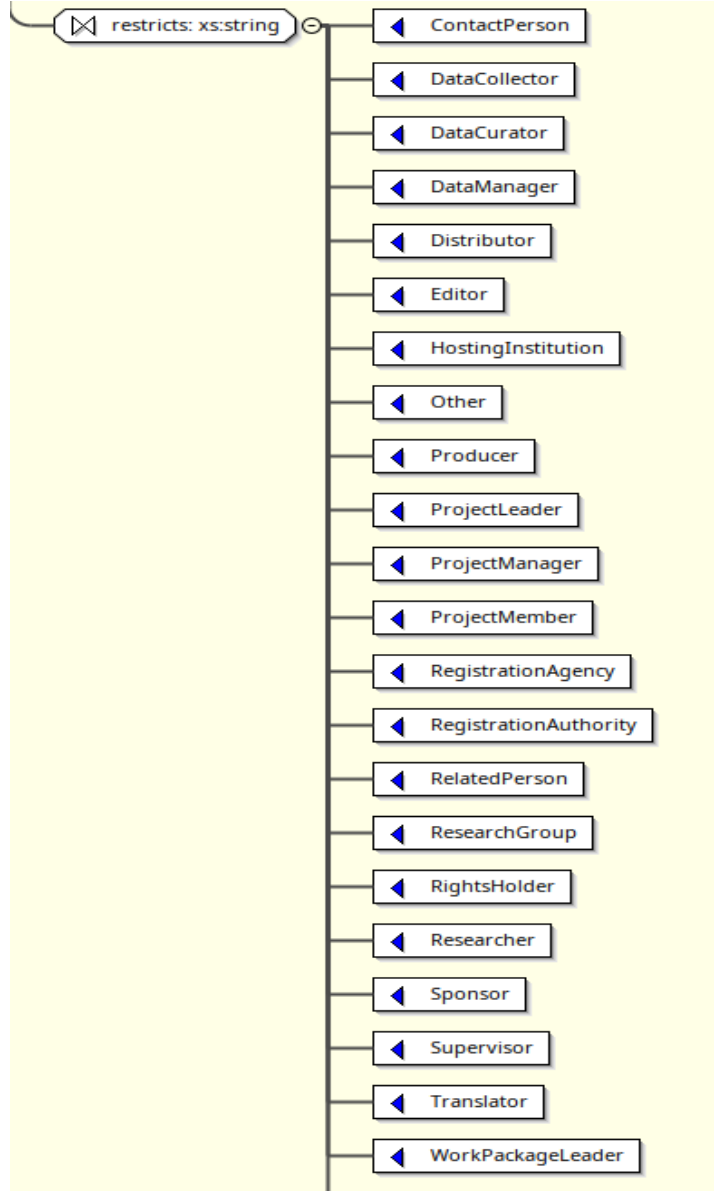 restricts: xs:string
ContactPerson
DataCollector
DataCurator
DataManager
Distributor
Editor
HostingInstitution
Other
Producer
ProjectLeader
ProjectManager
ProjectMember
RegistrationAgency
RegistrationAuthority
RelatedPerson
ResearchGroup
RightsHolder
Researcher
Sponsor
Supervisor
Translator
WorkPackageLeader